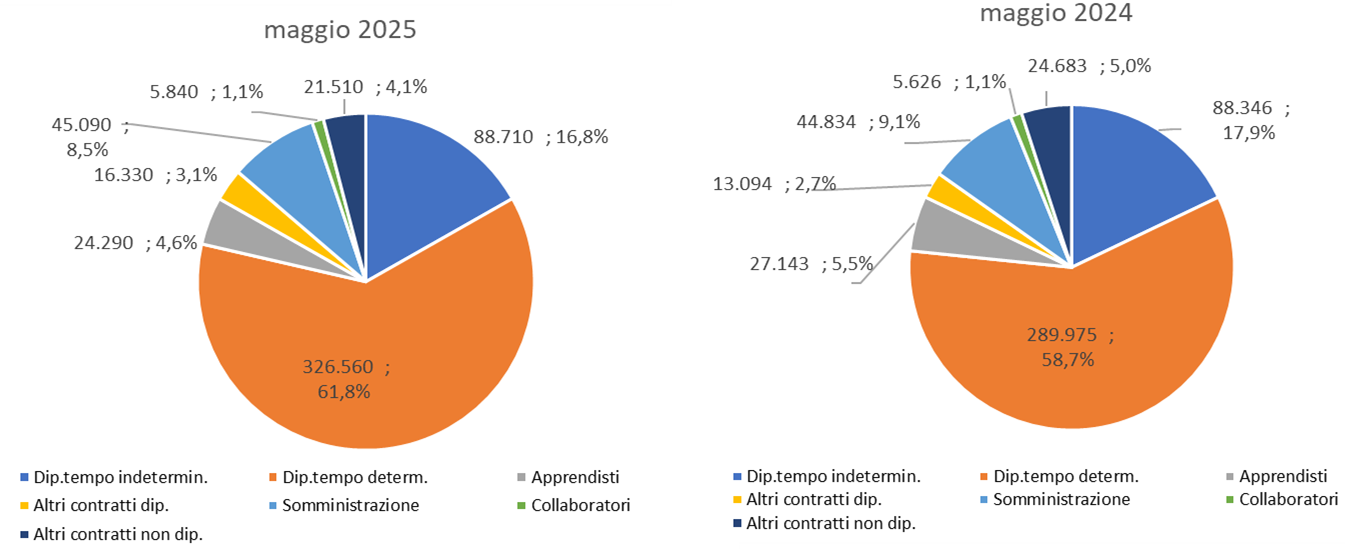 maggio 2025
21.510 ; 4,1%
5.840 ; 1,1%
45.090 ;
8,5%
16.330 ; 3,1%
24.290 ; 4,6%
88.710 ; 16,8%
326.560 ;
61,8%
Dip.tempo indetermin.
Dip.tempo determ.
Apprendisti
Altri contratti dip.
Somministrazione
Collaboratori
Altri contratti non dip.
maggio 2024
24.683 ; 5,0%
5.626 ; 1,1%
44.834 ; 9,1%
13.094 ; 2,7%
27.143 ; 5,5%
88.346 ;
17,9%
289.975 ;
58,7%
Dip.tempo indetermin.
Dip.tempo determ.
Apprendisti
Altri contratti dip.
Somministrazione
Collaboratori
Altri contratti non dip.